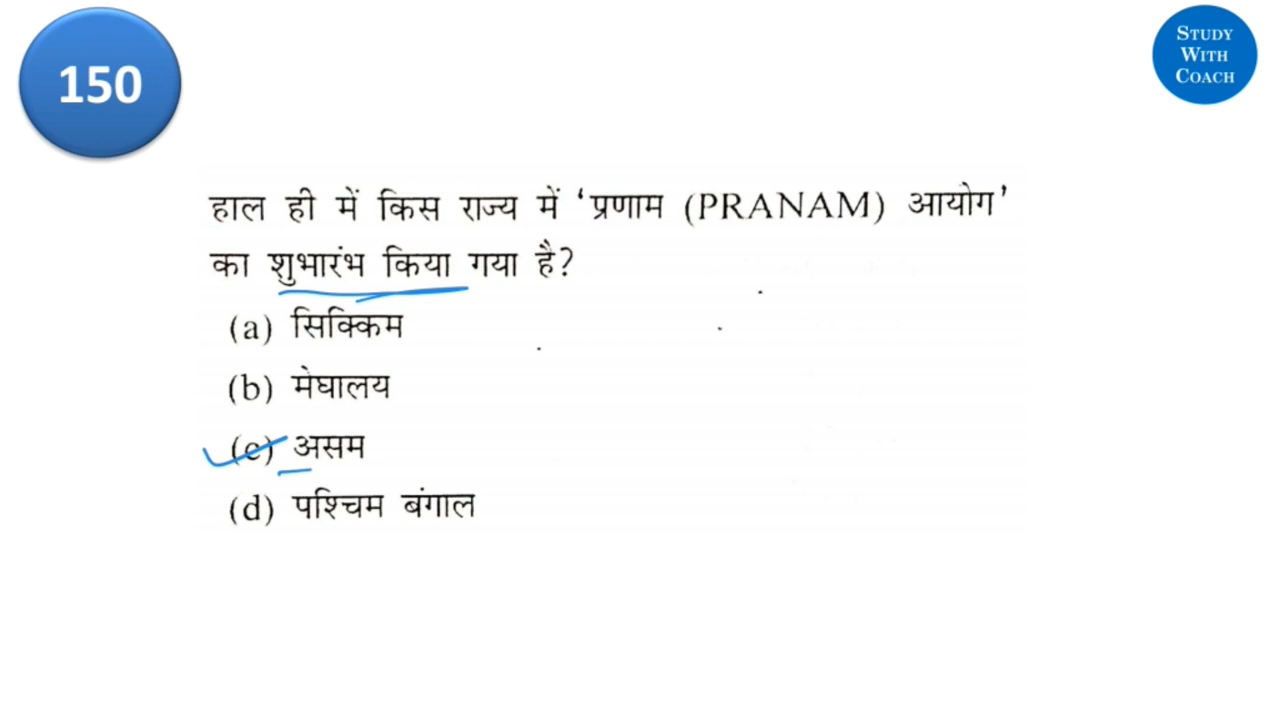 150
STUDY
WITH
COACH
हाल ही में किस राज्य में ‘प्रणाम (PRANAM) आयोग’
का शुभारंभ किया गया है?
(a) सिक्किम
(b) मेघालय
(c) असम
(d) पश्चिम बंगाल